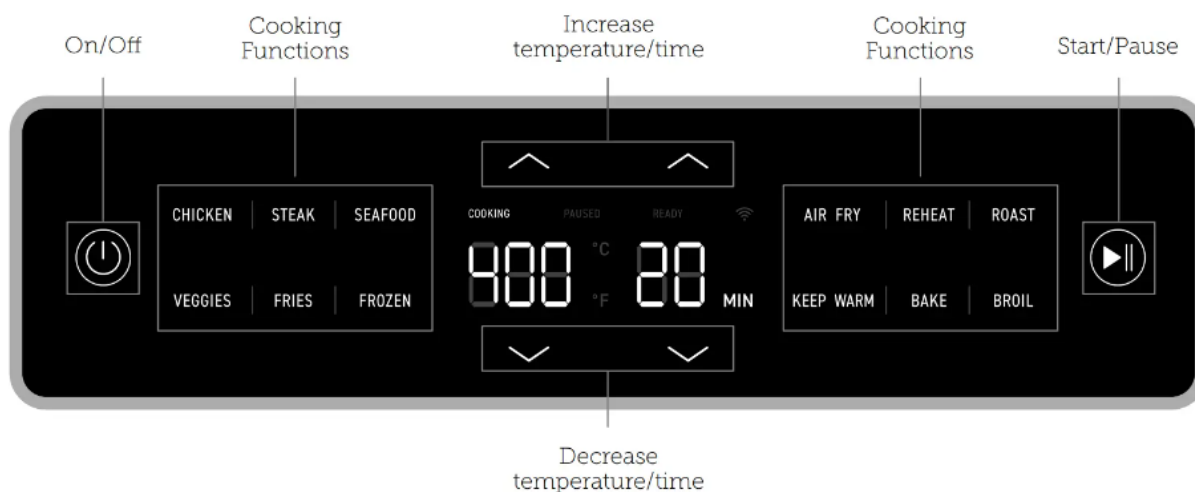 On/Off
Cooking
Functions
Increase
temperature/time
Cooking
Functions
Start/Pause
CHICKEN STEAK SEAFOOD
COOKING PAUSED READY
AIR FRY REHEAT ROAST
400 °C
°F
20 MIN
VEGGIES FRIES FROZEN
KEEP WARM BAKE BROIL
Decrease
temperature/time